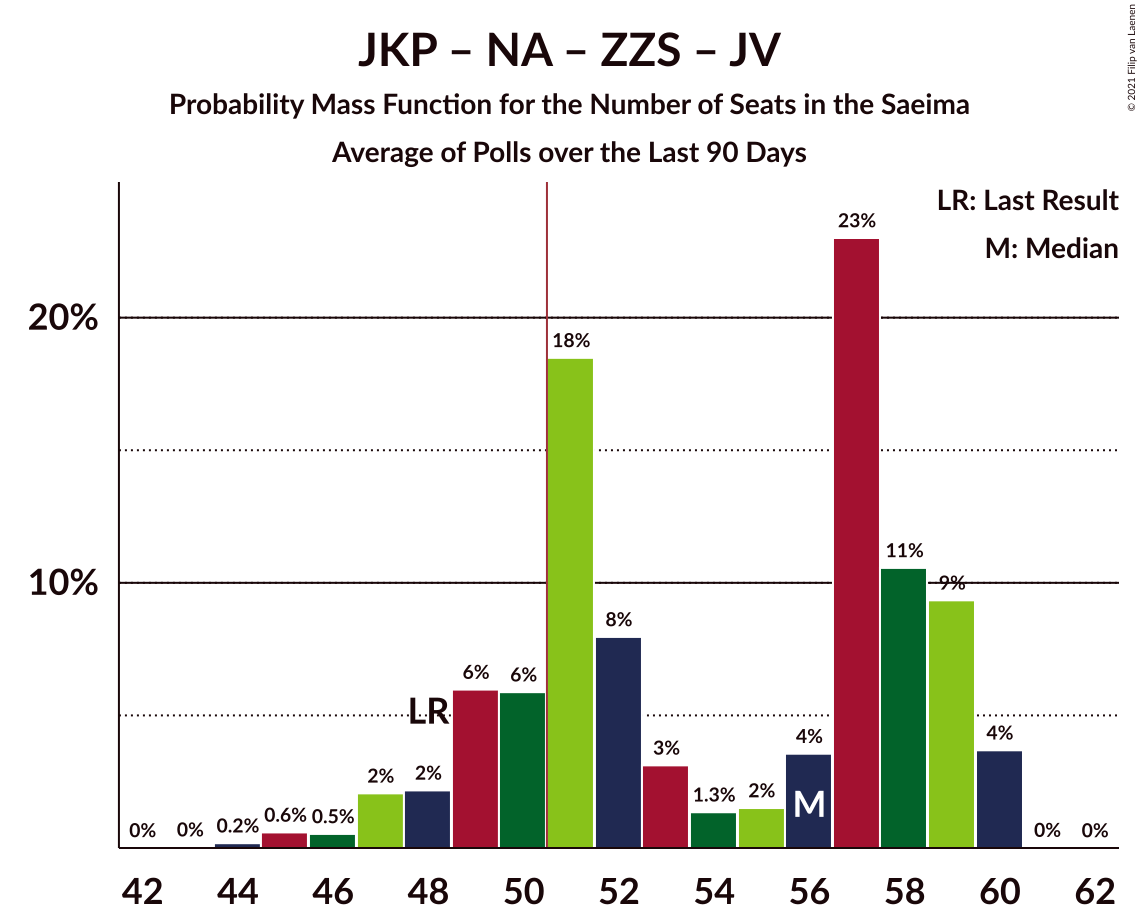 JKP – NA – ZZS – JV
Probability Mass Function for the Number of Seats in the Saeima
Average of Polls over the Last 90 Days
© 2021 Filip van Laenen
LR: Last Result
M: Median
20%
10%
0% 0% 0.2% 0.6% 0.5% 2% 2% 6% 6% 18% 8% 3% 1.3% 2% 4% 23% 11% 9% 4% 0% 0%
LR
M
42 44 46 48 50 52 54 56 58 60 62